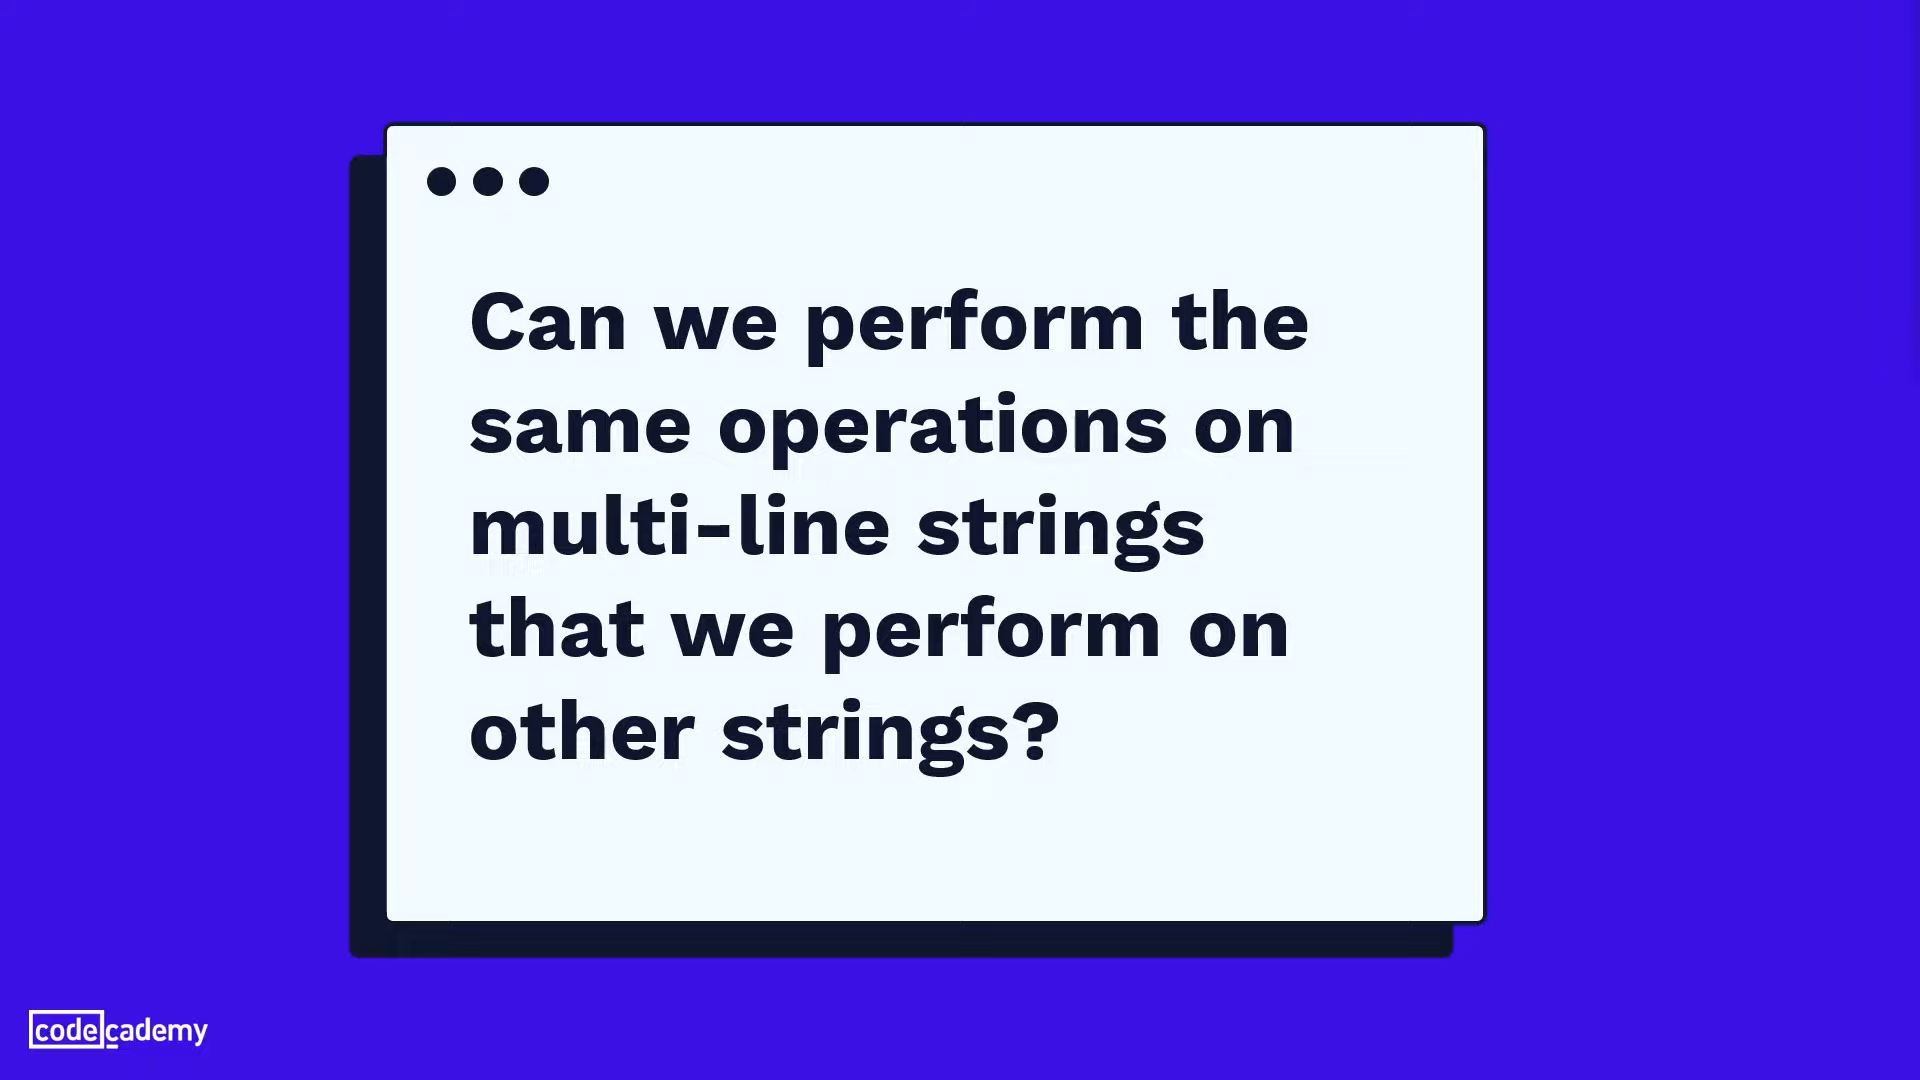 Can we perform the
same operations on
multi-line strings
that we perform on
other strings?
codecademy